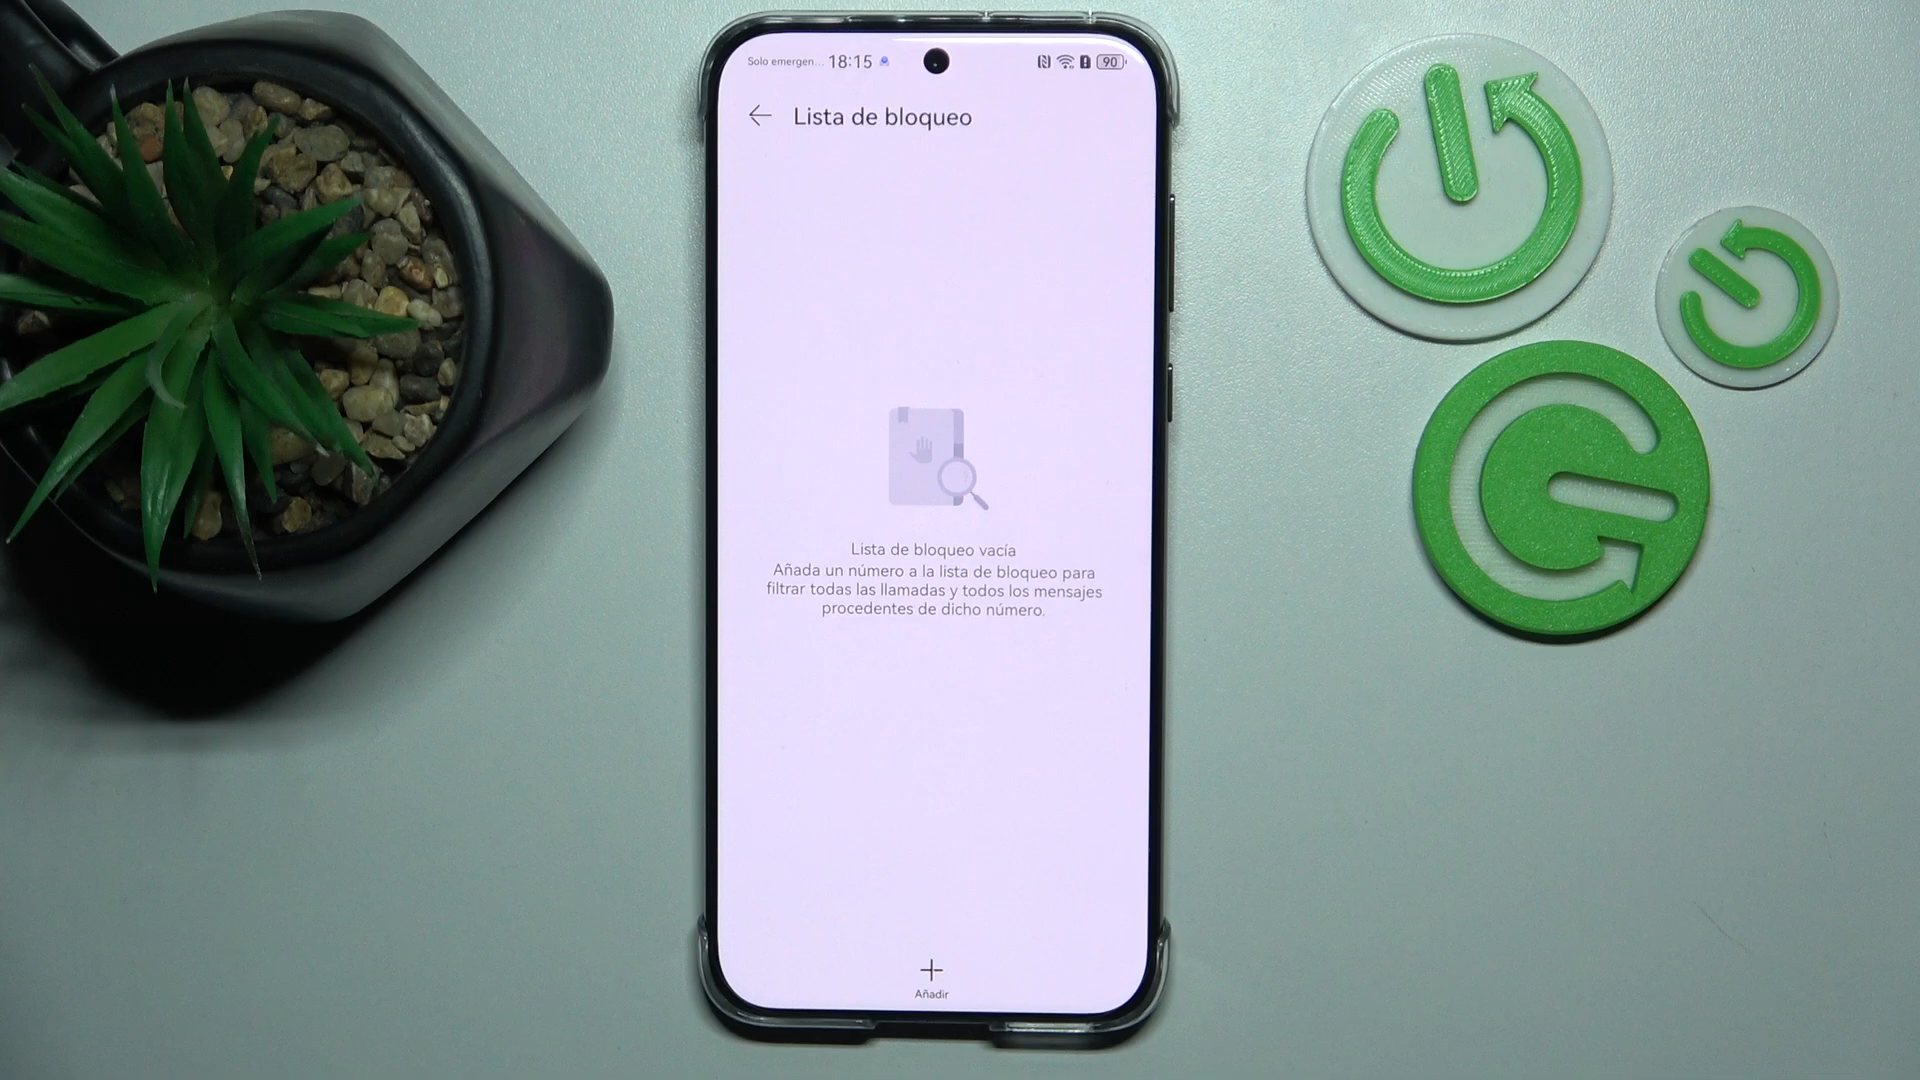 Solo emergen... 18:15 90
Lista de bloqueo
Lista de bloqueo vacía
Añada un número a la lista de bloqueo para
filtrar todas las llamadas y todos los mensajes
procedentes de dicho número.
Añadir